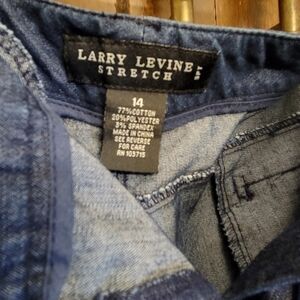 LARRY LEVINE
STRETCH
14
77% COTTON
20% POLYESTER
3% SPANDEX
MADE IN CHINA
SEE REVERSE
FOR CARE
RN 103715